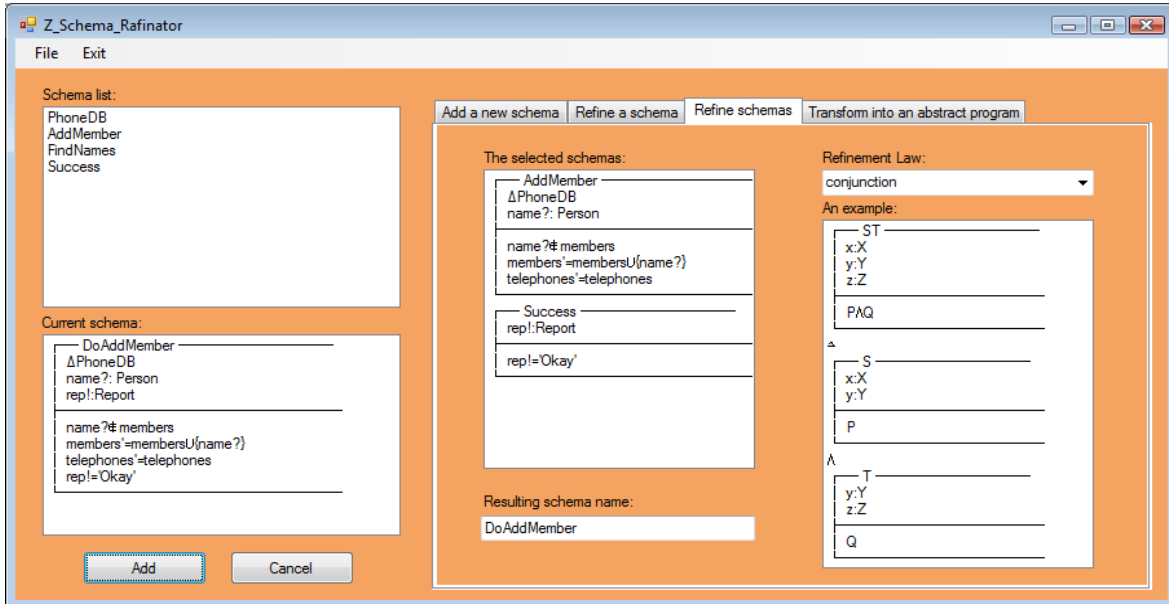 Z_Schema_Rafinator
File Exit
Schema list:
PhoneDB
AddMember
FindNames
Success
Current schema:
DoAddMember
ΔPhoneDB
name?: Person
rep!:Report
name?∉ members
members'=members∪{name?}
telephones'=telephones
rep!='Okay'
Add Cancel
Add a new schema Refine a schema Refine schemas Transform into an abstract program
The selected schemas:
AddMember
ΔPhoneDB
name?: Person
name?∉ members
members'=members∪{name?}
telephones'=telephones
Success
rep!:Report
rep!='Okay'
Resulting schema name:
DoAddMember
Refinement Law:
conjunction
An example:
ST
x:X
y:Y
z:Z
P∧Q
≙
S
x:X
y:Y
P
∧
T
y:Y
z:Z
Q